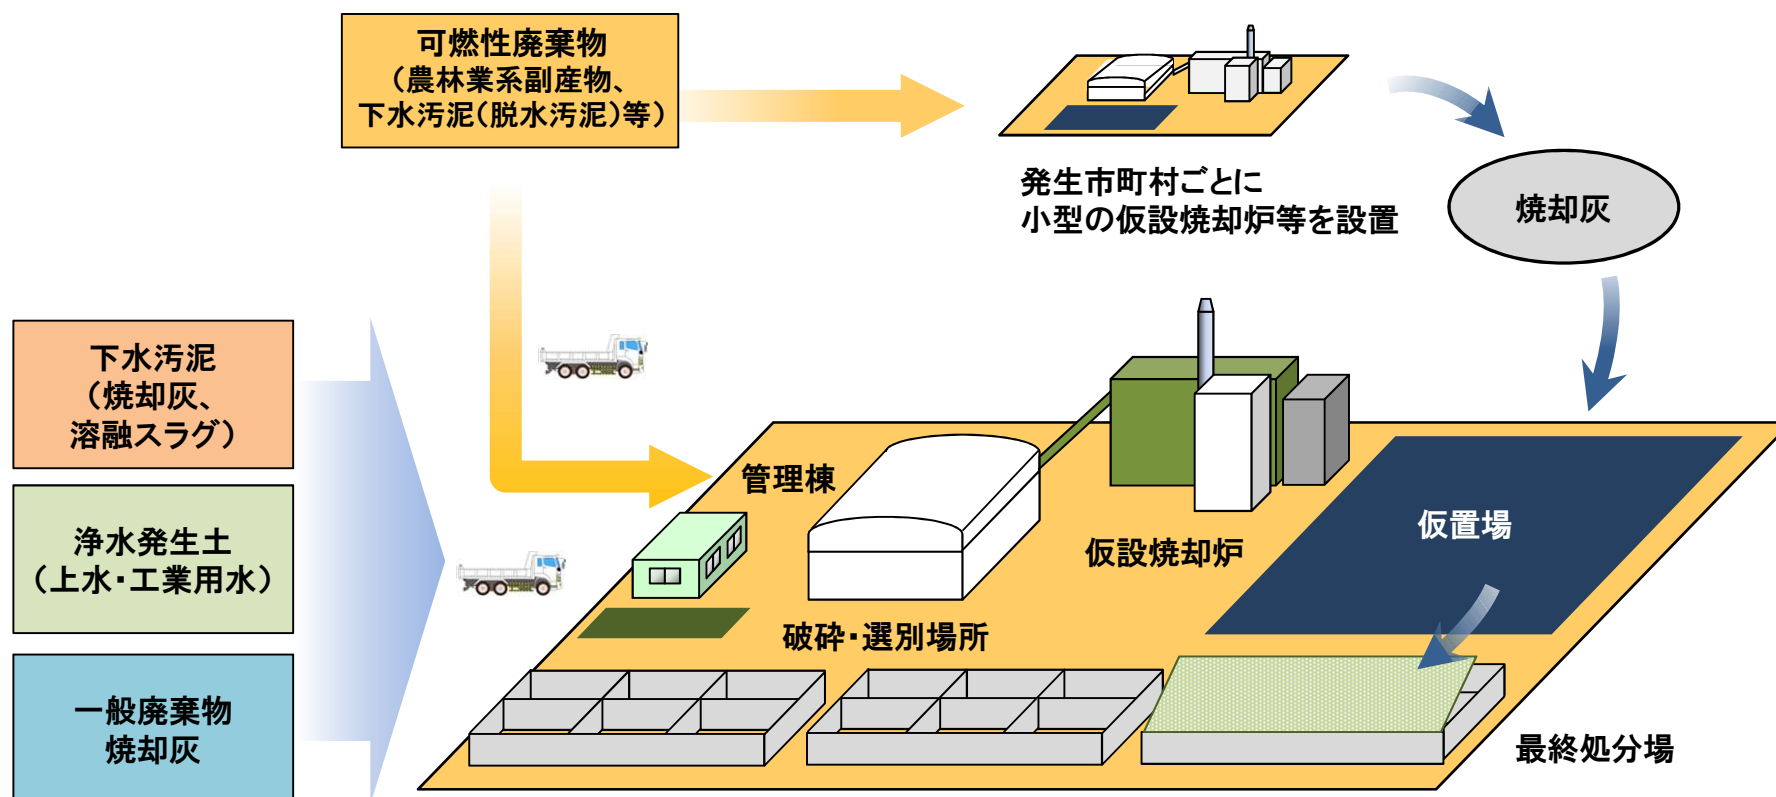 可燃性廃棄物
（農林業系副産物、
下水汚泥（脱水汚泥）等）
発生市町村ごとに
小型の仮設焼却炉等を設置
焼却灰
下水汚泥
（焼却灰、
溶融スラグ）
浄水発生土
（上水・工業用水）
一般廃棄物
焼却灰
管理棟
仮設焼却炉
仮置場
破砕・選別場所
最終処分場